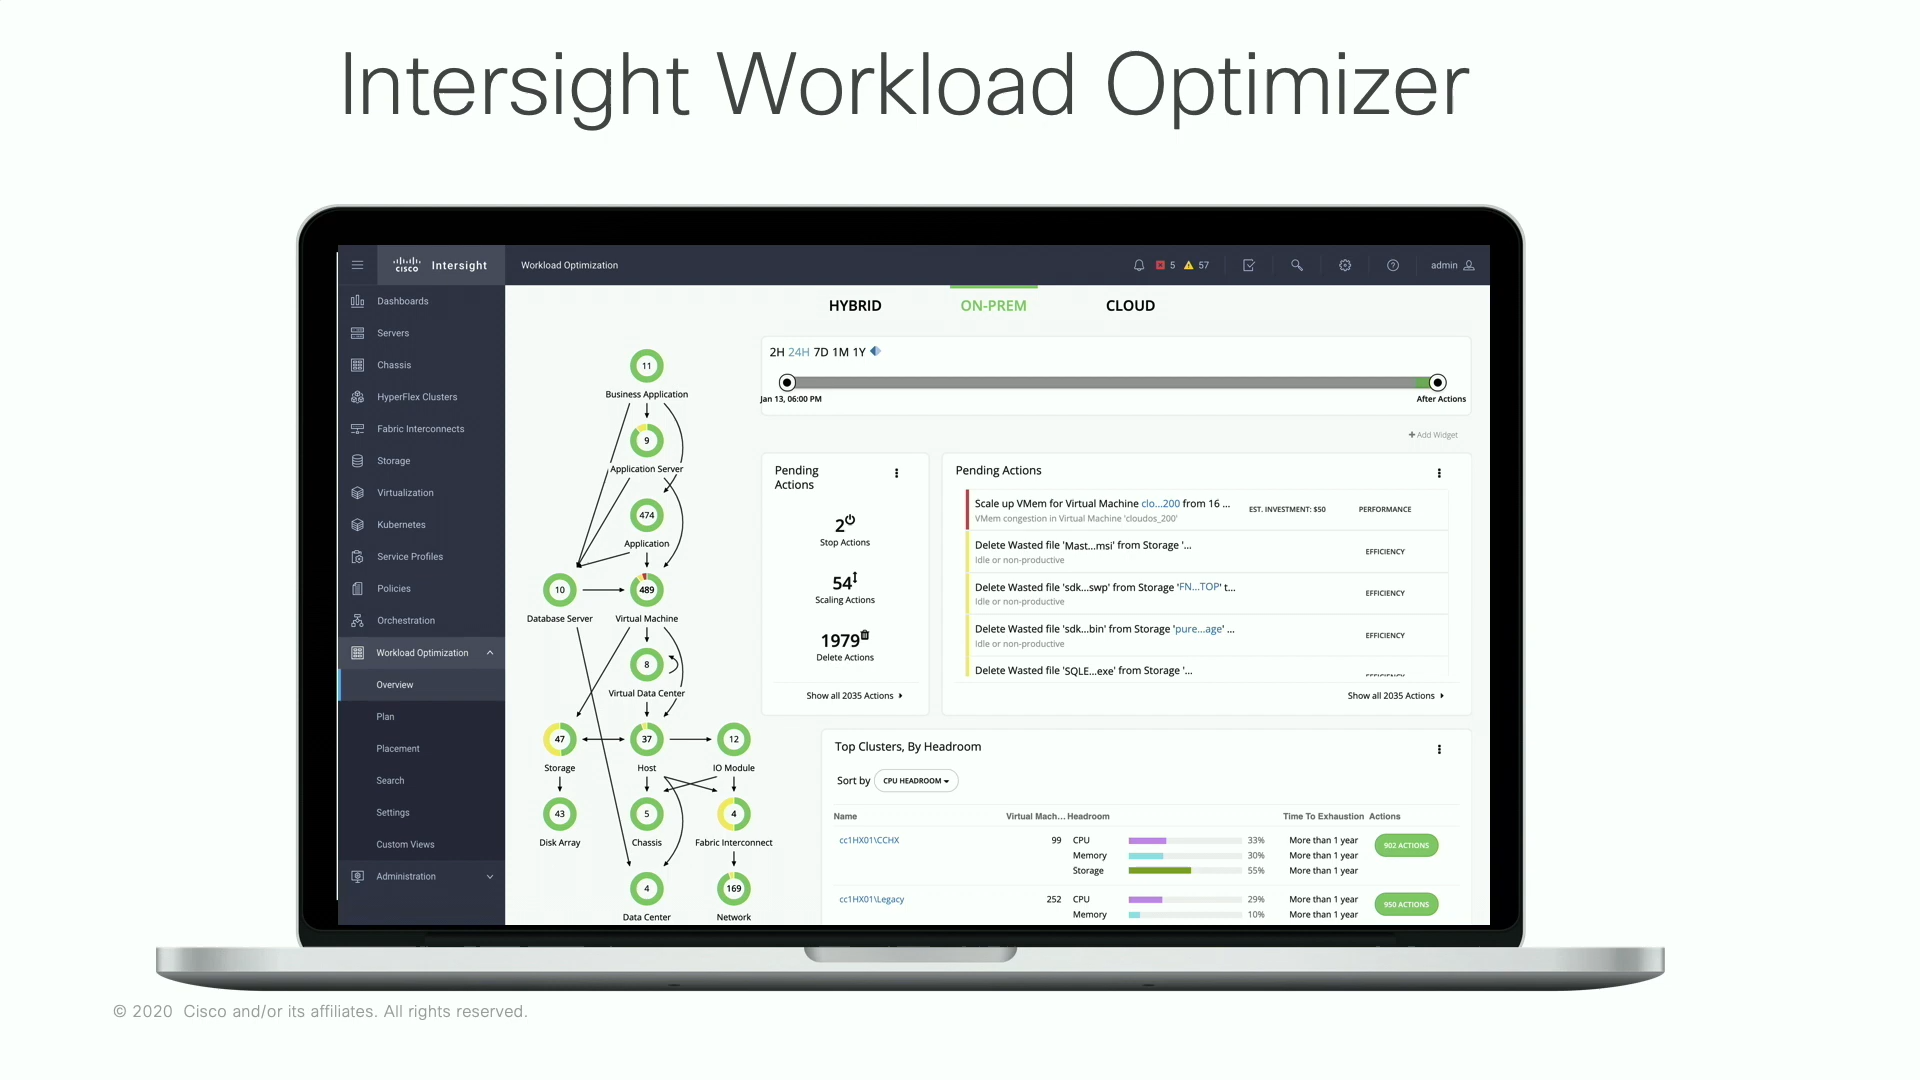 Intersight Workload Optimizer
CISCO Intersight
Workload Optimization
5
57
admin
Dashboards
Servers
Chassis
HyperFlex Clusters
Fabric Interconnects
Storage
Virtualization
Kubernetes
Service Profiles
Policies
Orchestration
Workload Optimization
Overview
Plan
Placement
Search
Settings
Custom Views
Administration
HYBRID
ON-PREM
CLOUD
11
Business Application
9
Application Server
474
Application
10
Database Server
489
Virtual Machine
8
Virtual Data Center
47
Storage
37
Host
12
IO Module
43
Disk Array
5
Chassis
4
Fabric Interconnect
4
Data Center
169
Network
2H 24H 7D 1M 1Y
Jan 13, 06:00 PM
After Actions
+ Add Widget
Pending
Actions
2
Stop Actions
54
Scaling Actions
1979
Delete Actions
Show all 2035 Actions
Pending Actions
Scale up VMem for Virtual Machine clo...200 from 16 ...
VMem congestion in Virtual Machine 'cloudos_200'
EST. INVESTMENT: $50
PERFORMANCE
Delete Wasted file 'Mast...msi' from Storage '...
Idle or non-productive
EFFICIENCY
Delete Wasted file 'sdk...swp' from Storage 'FN...TOP' t...
Idle or non-productive
EFFICIENCY
Delete Wasted file 'sdk...bin' from Storage 'pure...age' ...
Idle or non-productive
EFFICIENCY
Delete Wasted file 'SQLE...exe' from Storage '...
EFFICIENCY
Show all 2035 Actions
Top Clusters, By Headroom
Sort by CPU HEADROOM
Name Virtual Mach... Headroom Time To Exhaustion Actions
cc1HX01\CCHX 99 CPU 33% More than 1 year 902 ACTIONS
Memory 30% More than 1 year
Storage 55% More than 1 year
cc1HX01\Legacy 252 CPU 29% More than 1 year 950 ACTIONS
Memory 10% More than 1 year
© 2020 Cisco and/or its affiliates. All rights reserved.